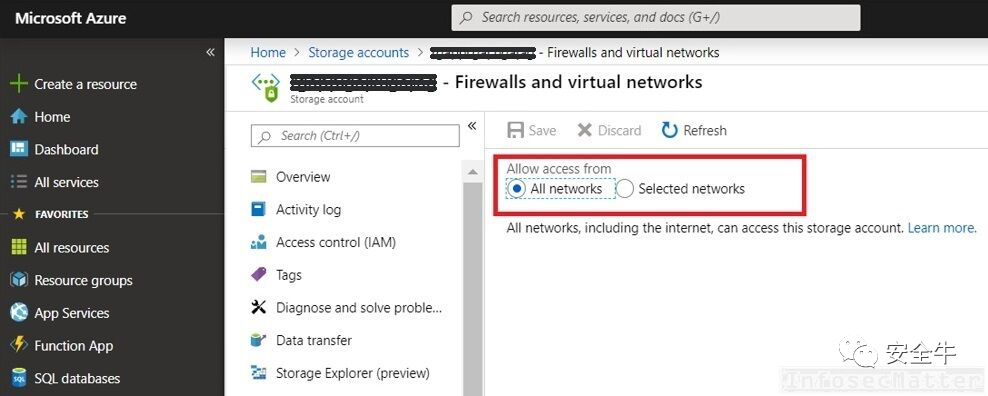 Microsoft Azure
Search resources, services, and docs (G+/)
Home > Storage accounts > - Firewalls and virtual networks
- Firewalls and virtual networks
Storage account
«
Create a resource
Home
Dashboard
All services
FAVORITES
All resources
Resource groups
App Services
Function App
SQL databases
Search (Ctrl+/)
«
Overview
Activity log
Access control (IAM)
Tags
Diagnose and solve proble...
Data transfer
Storage Explorer (preview)
Save Discard Refresh
Allow access from
All networks Selected networks
All networks, including the internet, can access this storage account. Learn more.
安全牛
InfosecMatter